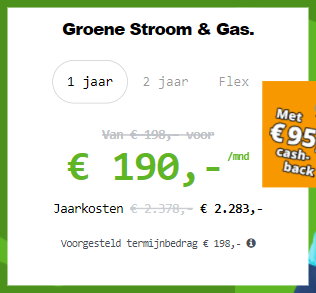 Groene Stroom & Gas.
1 jaar 2 jaar Flex
Van € 198,- voor
€ 190,- /mnd
Jaarkosten € 2.378,- € 2.283,-
Voorgesteld termijnbedrag € 198,-
Met
€95
cash-
back